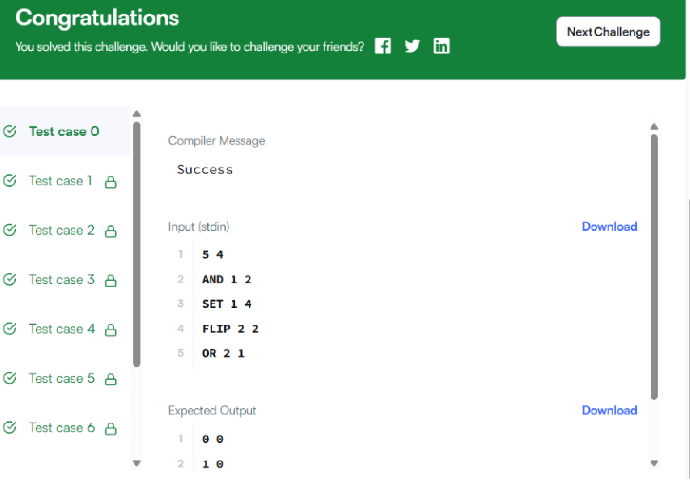 Congratulations
You solved this challenge. Would you like to challenge your friends?
Next Challenge
Test case 0
Test case 1
Test case 2
Test case 3
Test case 4
Test case 5
Test case 6
Compiler Message
Success
Input (stdin)
Download
1 5 4
2 AND 1 2
3 SET 1 4
4 FLIP 2 2
5 OR 2 1
Expected Output
Download
1 0 0
2 1 0